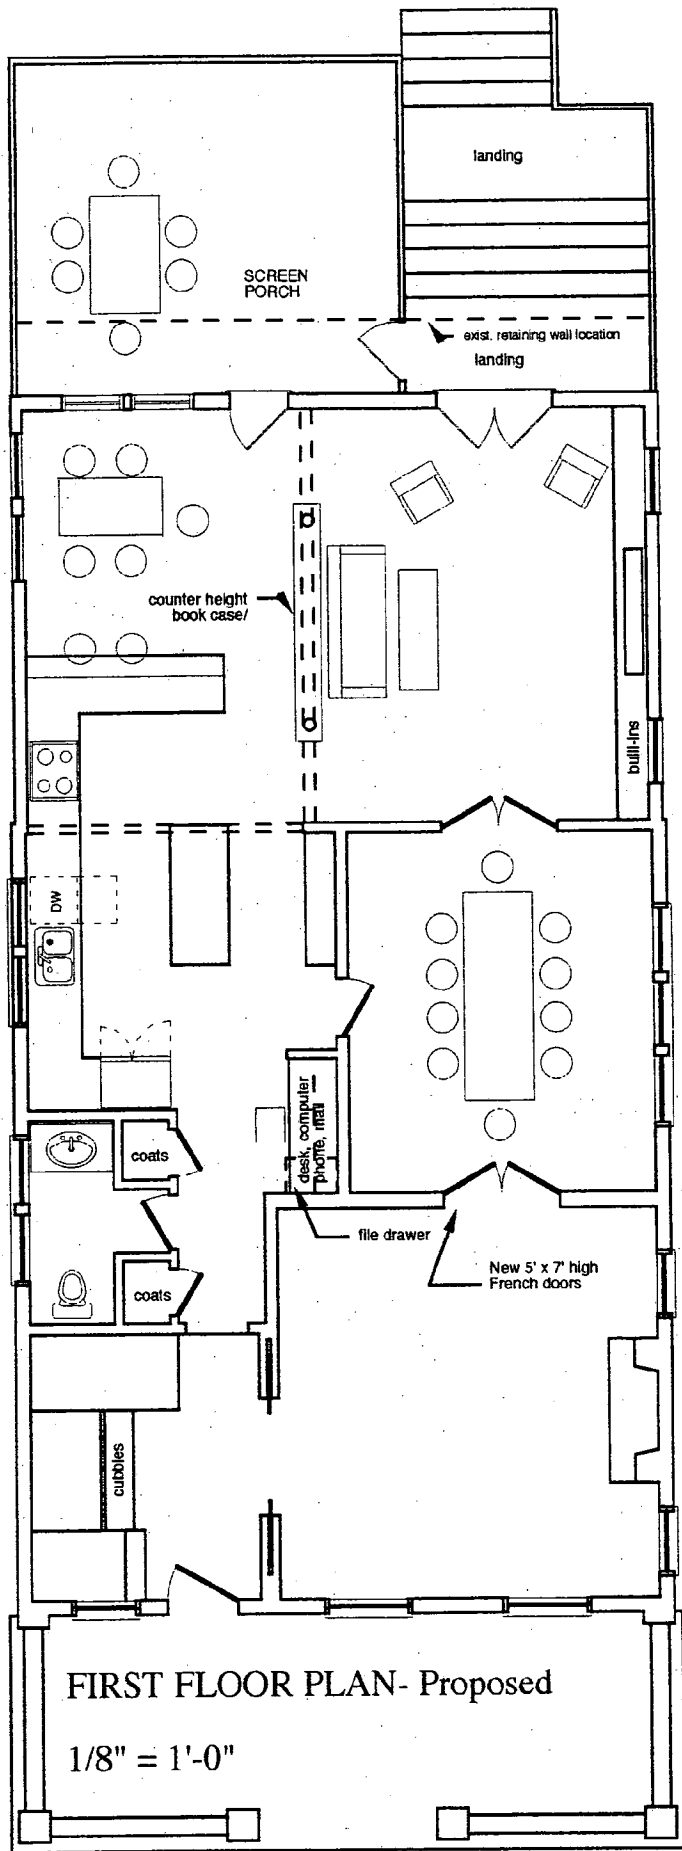 landing
SCREEN
PORCH
exist. retaining wall location
landing
counter height
book case/
built-ins
DW
desk, computer
phone, mail
coats
file drawer
New 5' x 7' high
French doors
coats
cubbles
FIRST FLOOR PLAN- Proposed
1/8" = 1'-0"